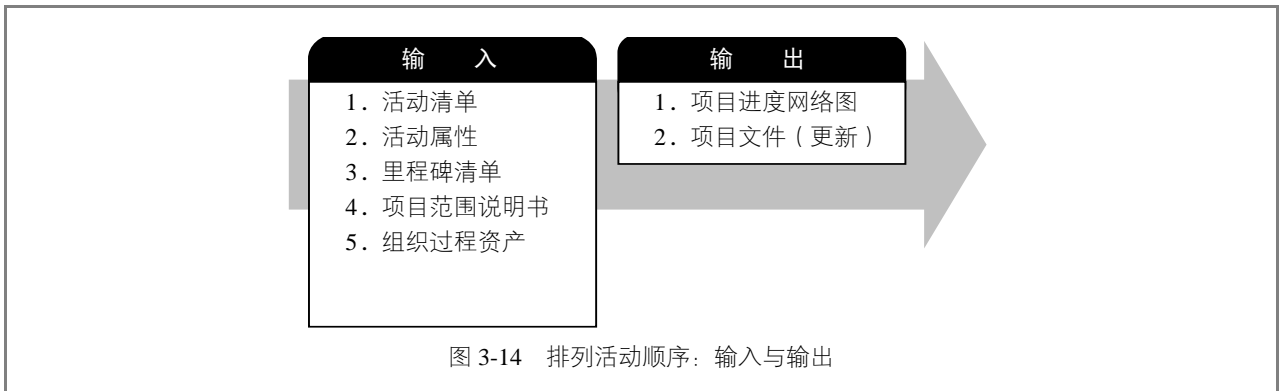 输 入
1．活动清单
2．活动属性
3．里程碑清单
4．项目范围说明书
5．组织过程资产
输 出
1．项目进度网络图
2．项目文件（更新）
图 3-14 排列活动顺序：输入与输出